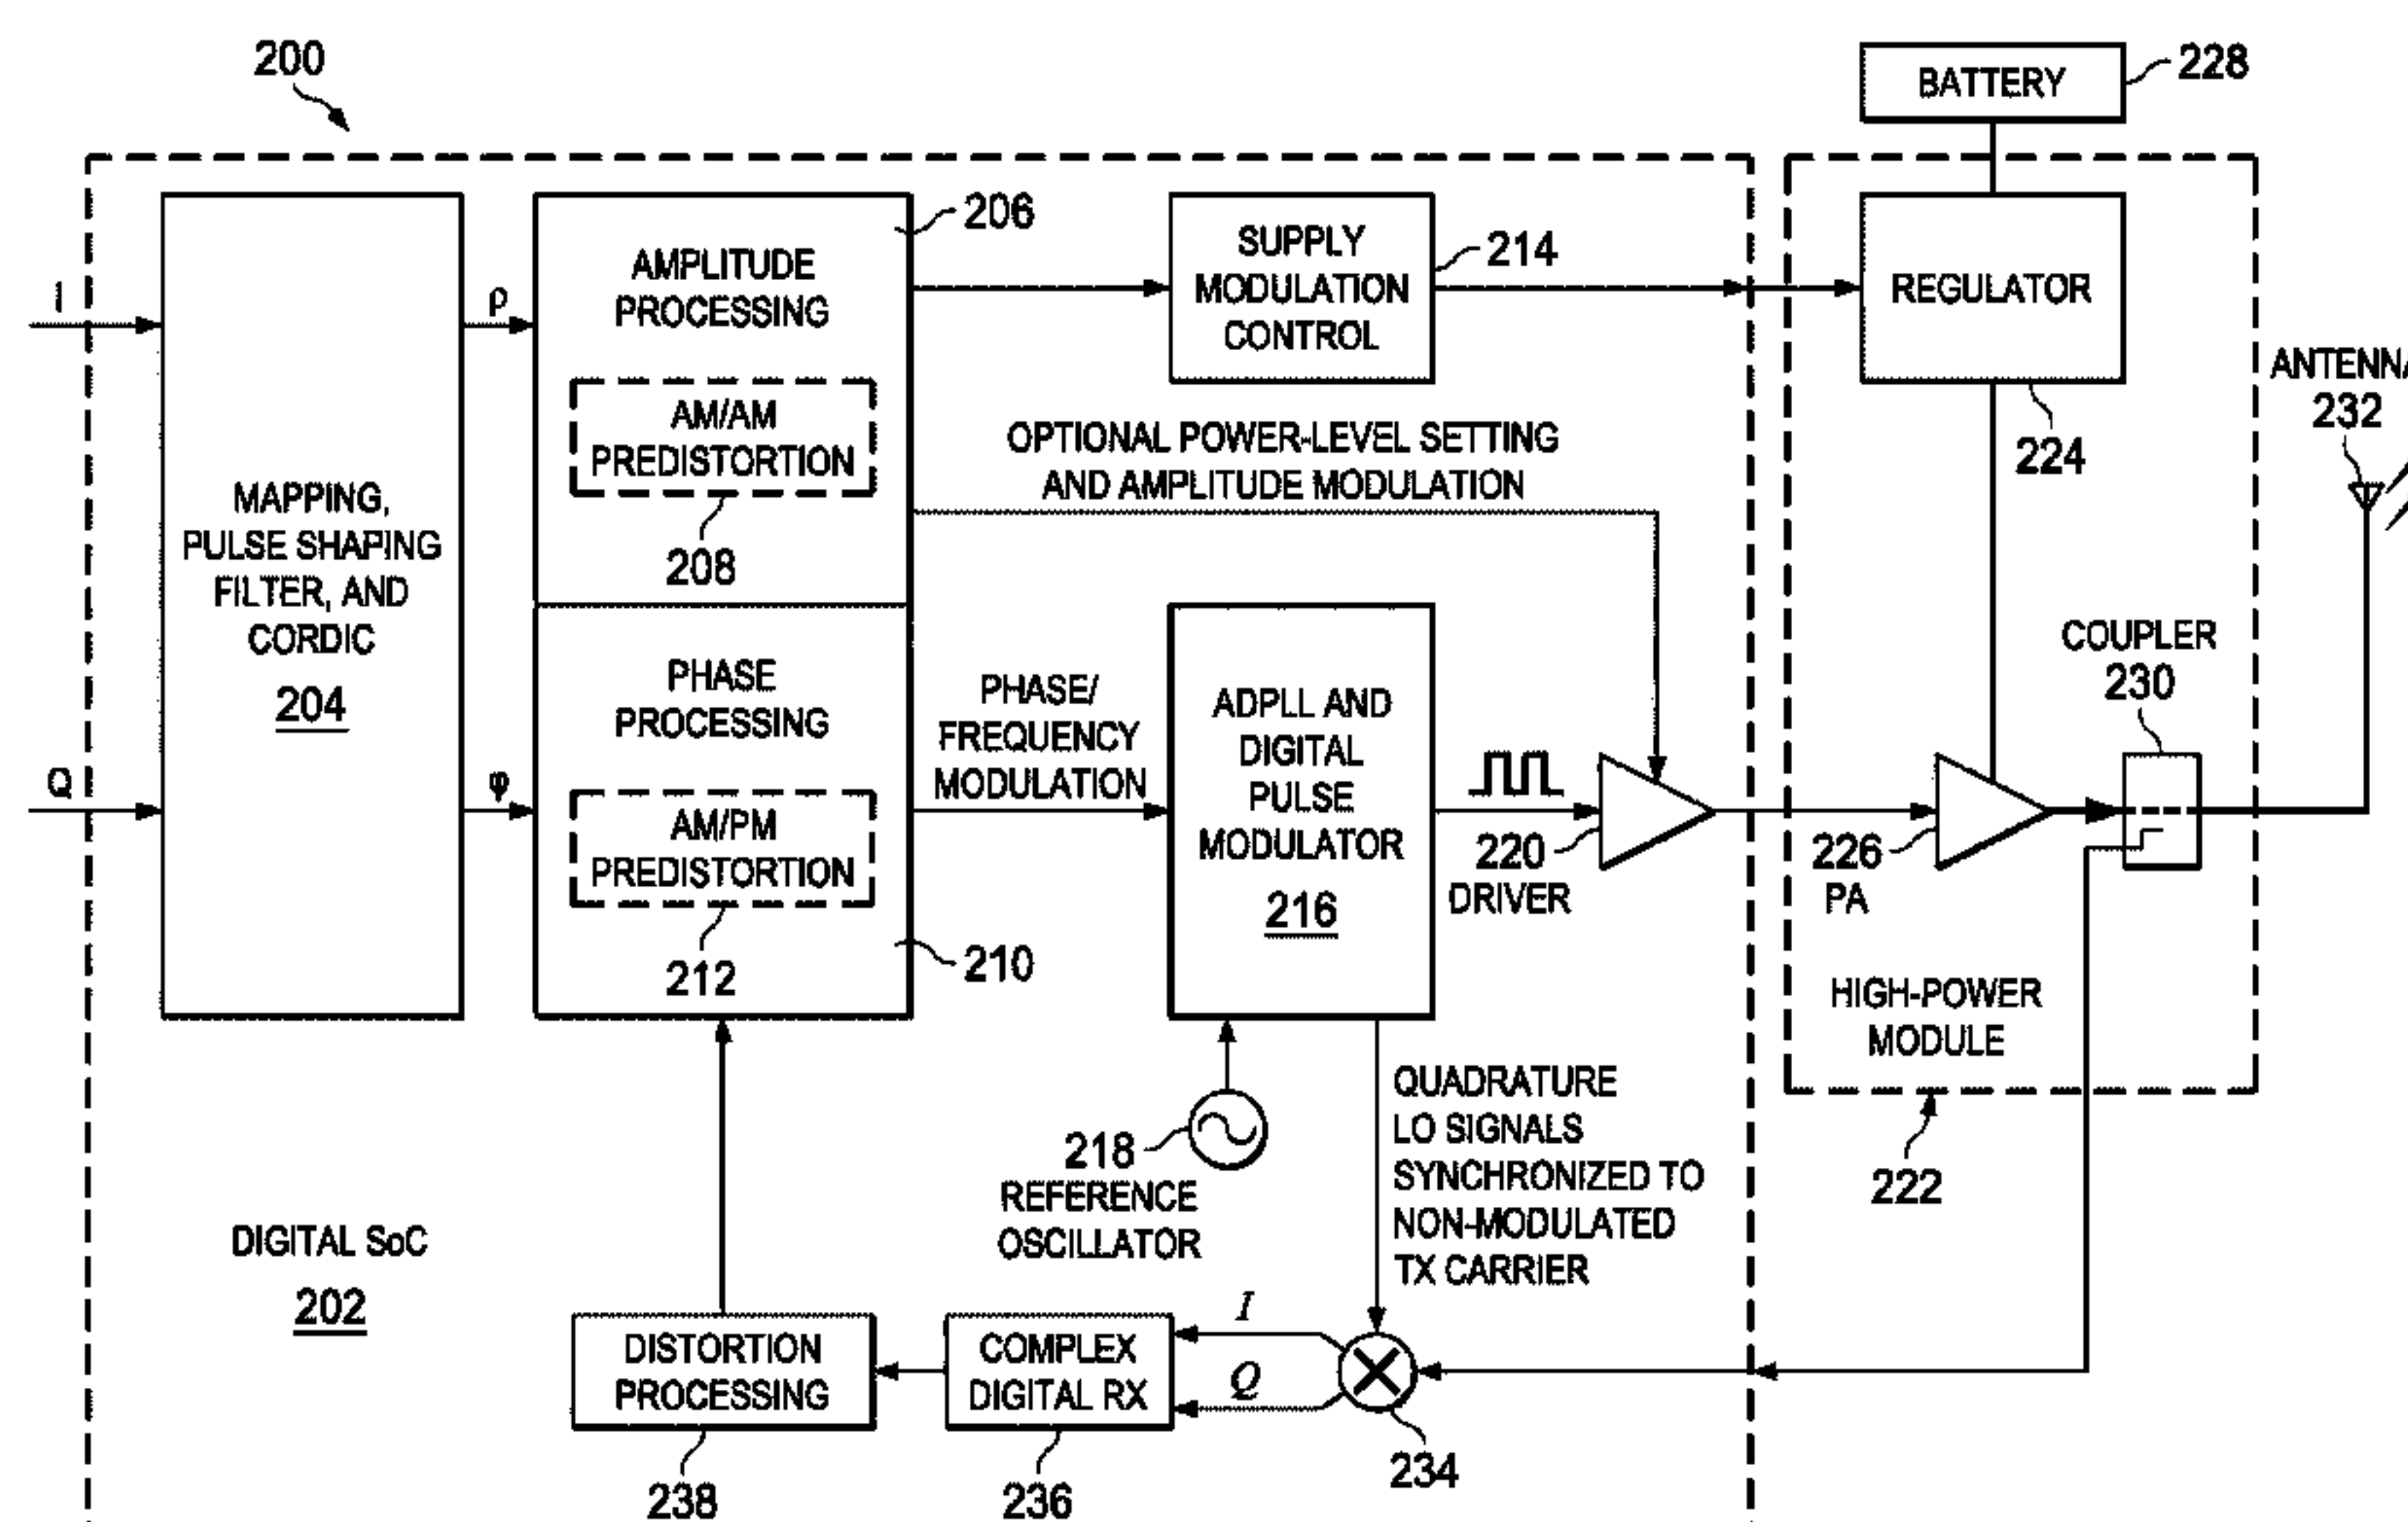 200
BATTERY
228
I
ρ
Q
φ
MAPPING,
PULSE SHAPING
FILTER, AND
CORDIC
204
AMPLITUDE
PROCESSING
206
AM/AM
PREDISTORTION
208
PHASE
PROCESSING
AM/PM
PREDISTORTION
212
210
SUPPLY
MODULATION
CONTROL
214
OPTIONAL POWER-LEVEL SETTING
AND AMPLITUDE MODULATION
PHASE/
FREQUENCY
MODULATION
ADPLL AND
DIGITAL
PULSE
MODULATOR
216
220
DRIVER
REGULATOR
224
ANTENNA
232
COUPLER
230
226
PA
HIGH-POWER
MODULE
222
218
REFERENCE
OSCILLATOR
QUADRATURE
LO SIGNALS
SYNCHRONIZED TO
NON-MODULATED
TX CARRIER
DIGITAL SoC
202
DISTORTION
PROCESSING
238
COMPLEX
DIGITAL RX
236
I
Q
234